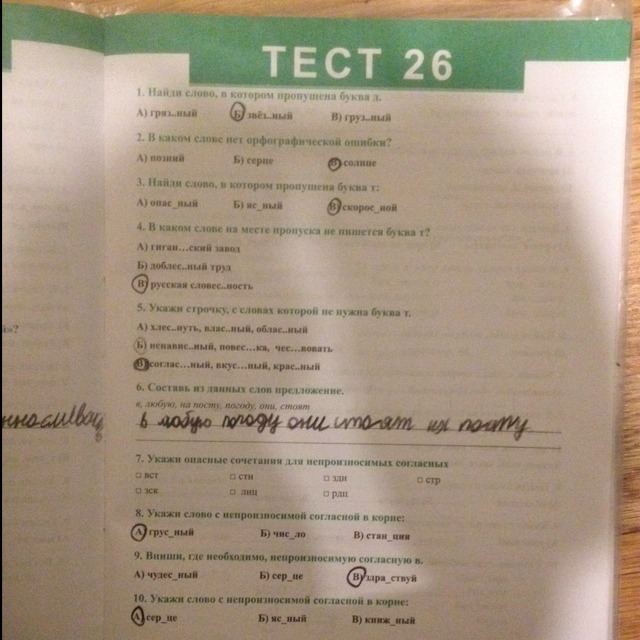 ТЕСТ 26
1. Найди слово, в котором пропущена буква д.
А) гряз..ный Б) звёз..ный В) груз..ный
2. В каком слове нет орфографической ошибки?
А) позний Б) серце В) солнце
3. Найди слово, в котором пропущена буква т:
А) опас_ный Б) яс_ный В) скорос_ной
4. В каком слове на месте пропуска не пишется буква т?
А) гиган...ский завод
Б) доблес..ный труд
В) русская словес..ность
5. Укажи строчку, с словах которой не нужна буква т.
й»?
А) хлес..нуть, влас..ный, облас..ный
Б) ненавис..ный, повес...ка, чес...вовать
В) соглас...ный, вкус...ный, крас..ный
6. Составь из данных слов предложение.
в, любую, на посту, погоду, они, стоят
в любую погоду они стоят на посту
7. Укажи опасные сочетания для непроизносимых согласных
□ вст □ стн □ здн □ стр
□ зск □ лнц □ рдц
8. Укажи слово с непроизносимой согласной в корне:
А) грус_ный Б) чис_ло В) стан_ция
9. Впиши, где необходимо, непроизносимую согласную в.
А) чудес_ный Б) сер_це В) здра_ствуй
10. Укажи слово с непроизносимой согласной в корне:
А) сер_це Б) яс_ный В) книж_ный